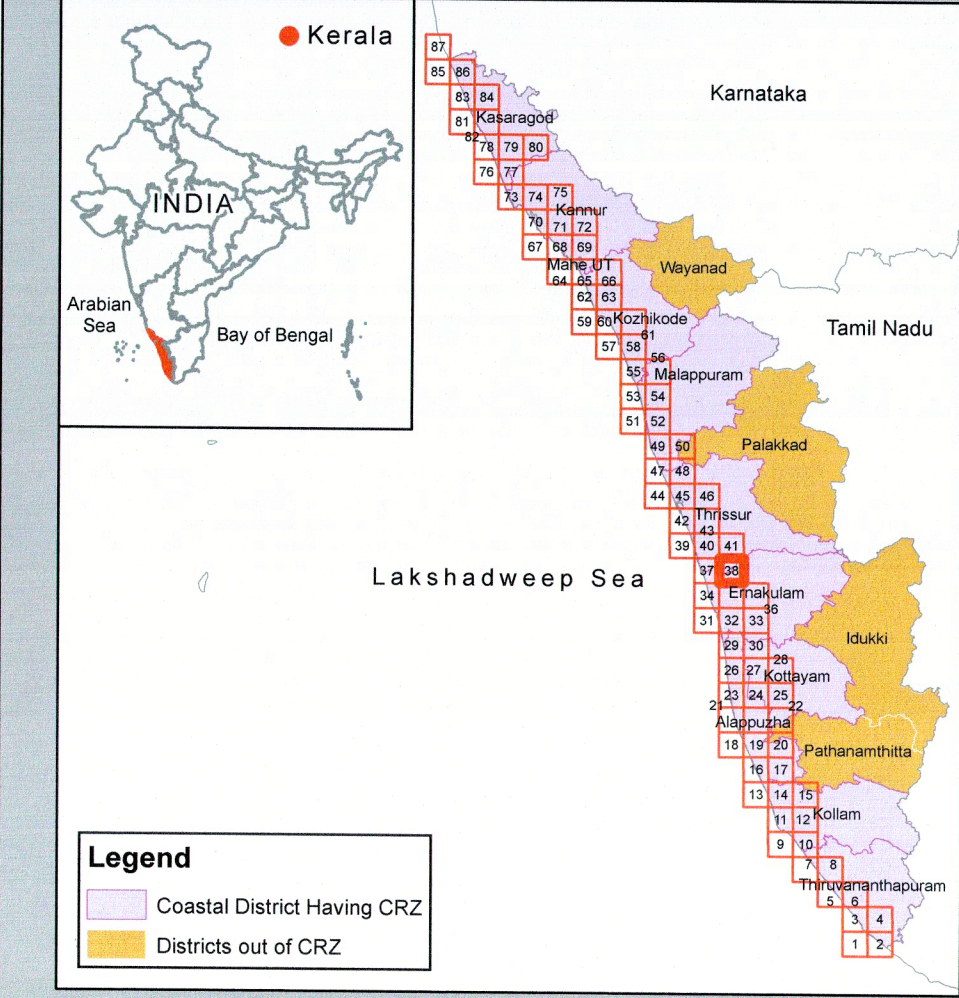 Kerala
INDIA
Arabian
Sea
Bay of Bengal
Karnataka
Tamil Nadu
Lakshadweep Sea
87
85 86
83 84
81 Kasaragod
82
78 79 80
76 77
73 74 75
Kannur
70 71 72
67 68 69
Mahe UT
64 65 66
Wayanad
62 63
59 60 Kozhikode
61
57 58
56
55 Malappuram
53 54
51 52
49 50 Palakkad
47 48
44 45 46
42 Thrissur
43
39 40 41
37 38
34 Ernakulam
36
31 32 33
Idukki
29 30
28
26 27 Kottayam
23 24 25
21 22
Alappuzha
18 19 20
Pathanamthitta
16 17
13 14 15
11 12 Kollam
9 10
7 8
Thiruvananthapuram
5 6
3 4
1 2
Legend
Coastal District Having CRZ
Districts out of CRZ